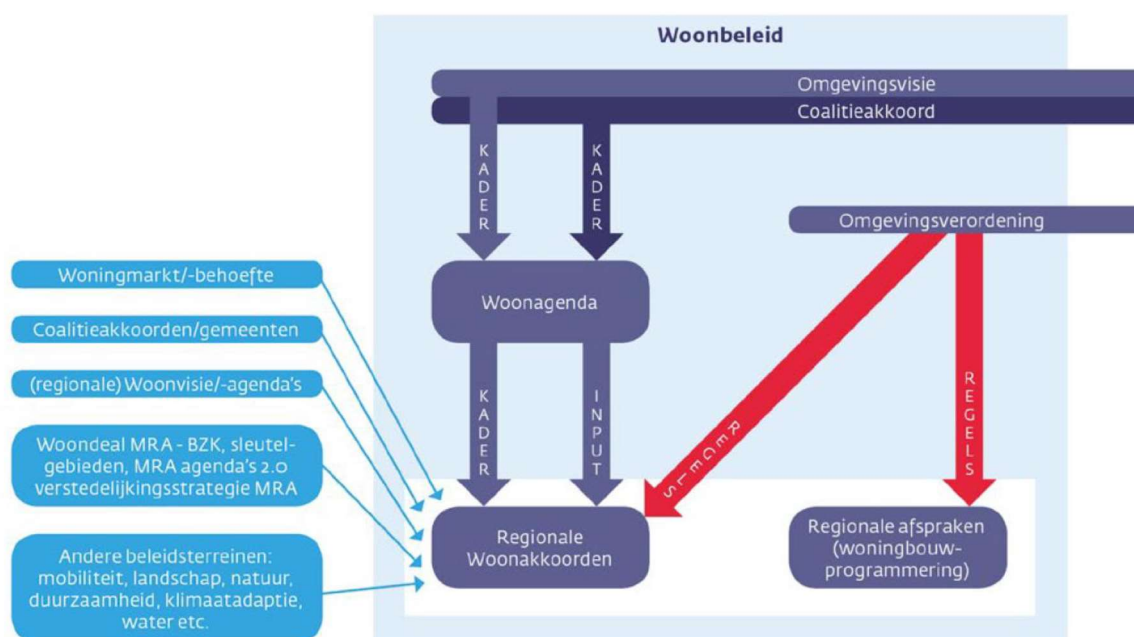 Woonbeleid
Omgevingsvisie
Coalitieakkoord
KADER
KADER
Omgevingsverordening
Woningmarkt/-behoefte
Coalitieakkoorden/gemeenten
(regionale) Woonvisie/-agenda's
Woondeal MRA - BZK, sleutel-
gebieden, MRA agenda's 2.0
verstedelijkingsstrategie MRA
Andere beleidsterreinen:
mobiliteit, landschap, natuur,
duurzaamheid, klimaatadaptie,
water etc.
Woonagenda
KADER
INPUT
REGELS
REGELS
Regionale
Woonakkoorden
Regionale afspraken
(woningbouw-
programmering)